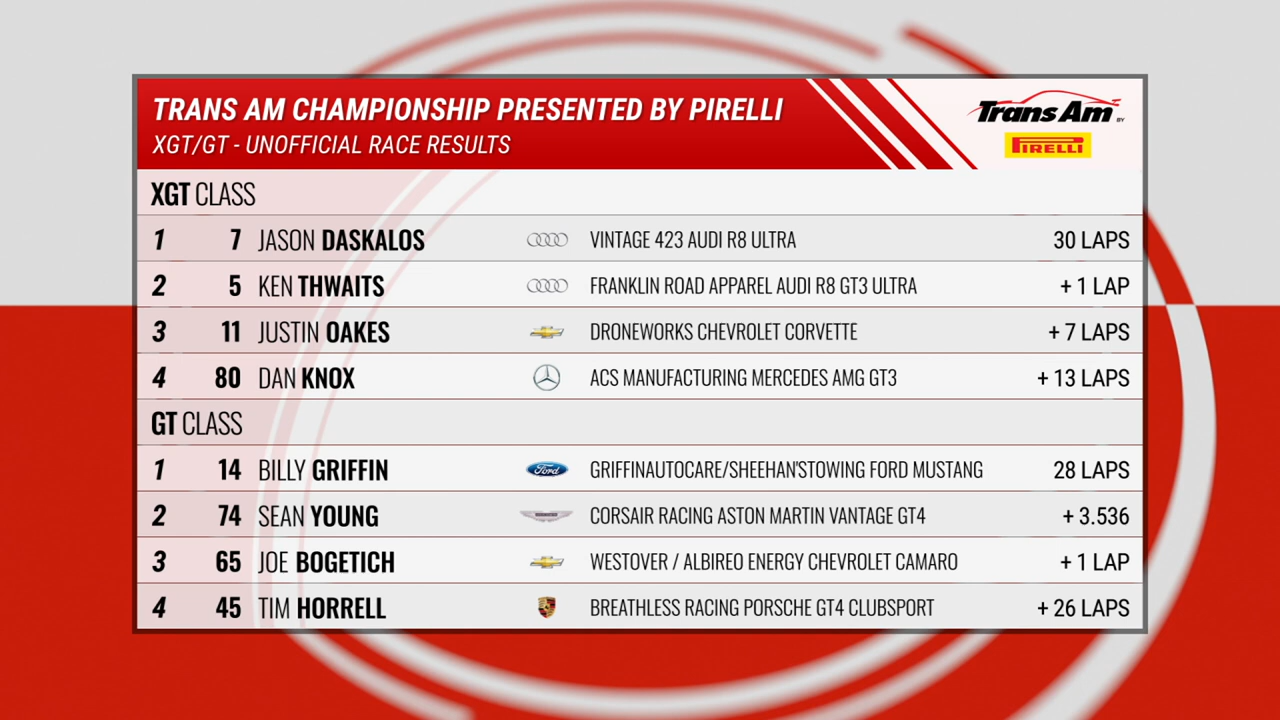 TRANS AM CHAMPIONSHIP PRESENTED BY PIRELLI
XGT/GT - UNOFFICIAL RACE RESULTS
Trans Am BY
PIRELLI
XGT CLASS
1 7 JASON DASKALOS VINTAGE 423 AUDI R8 ULTRA 30 LAPS
2 5 KEN THWAITS FRANKLIN ROAD APPAREL AUDI R8 GT3 ULTRA + 1 LAP
3 11 JUSTIN OAKES DRONEWORKS CHEVROLET CORVETTE + 7 LAPS
4 80 DAN KNOX ACS MANUFACTURING MERCEDES AMG GT3 + 13 LAPS
GT CLASS
1 14 BILLY GRIFFIN Ford GRIFFINAUTOCARE/SHEEHAN'STOWING FORD MUSTANG 28 LAPS
2 74 SEAN YOUNG CORSAIR RACING ASTON MARTIN VANTAGE GT4 + 3.536
3 65 JOE BOGETICH WESTOVER / ALBIREO ENERGY CHEVROLET CAMARO + 1 LAP
4 45 TIM HORRELL BREATHLESS RACING PORSCHE GT4 CLUBSPORT + 26 LAPS